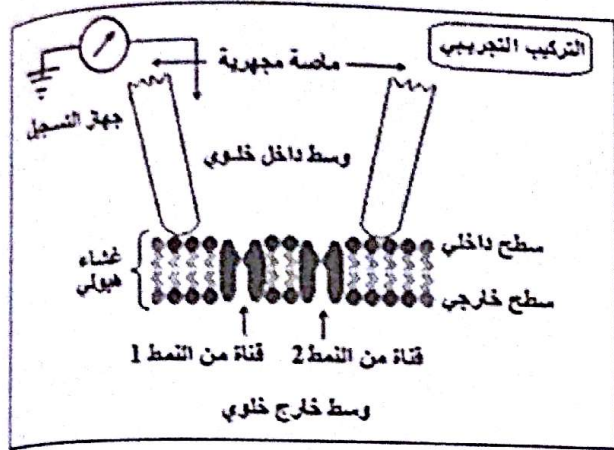 التركيب التجريبي
ماصة مجهرية
جهاز التسجيل
وسط داخل خلوي
سطح داخلي
غشاء
هيولي
سطح خارجي
قناة من النمط 2
قناة من النمط 1
وسط خارج خلوي